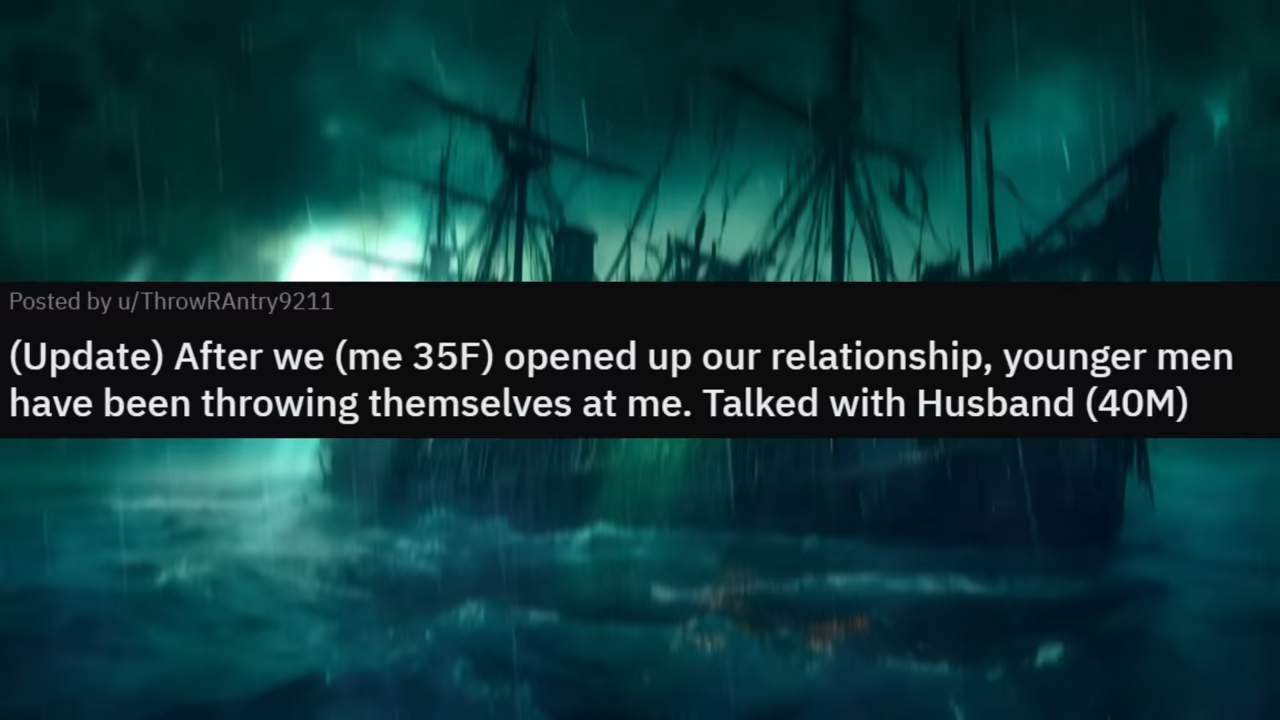 Posted by u/ThrowRAntry9211
(Update) After we (me 35F) opened up our relationship, younger men
have been throwing themselves at me. Talked with Husband (40M)